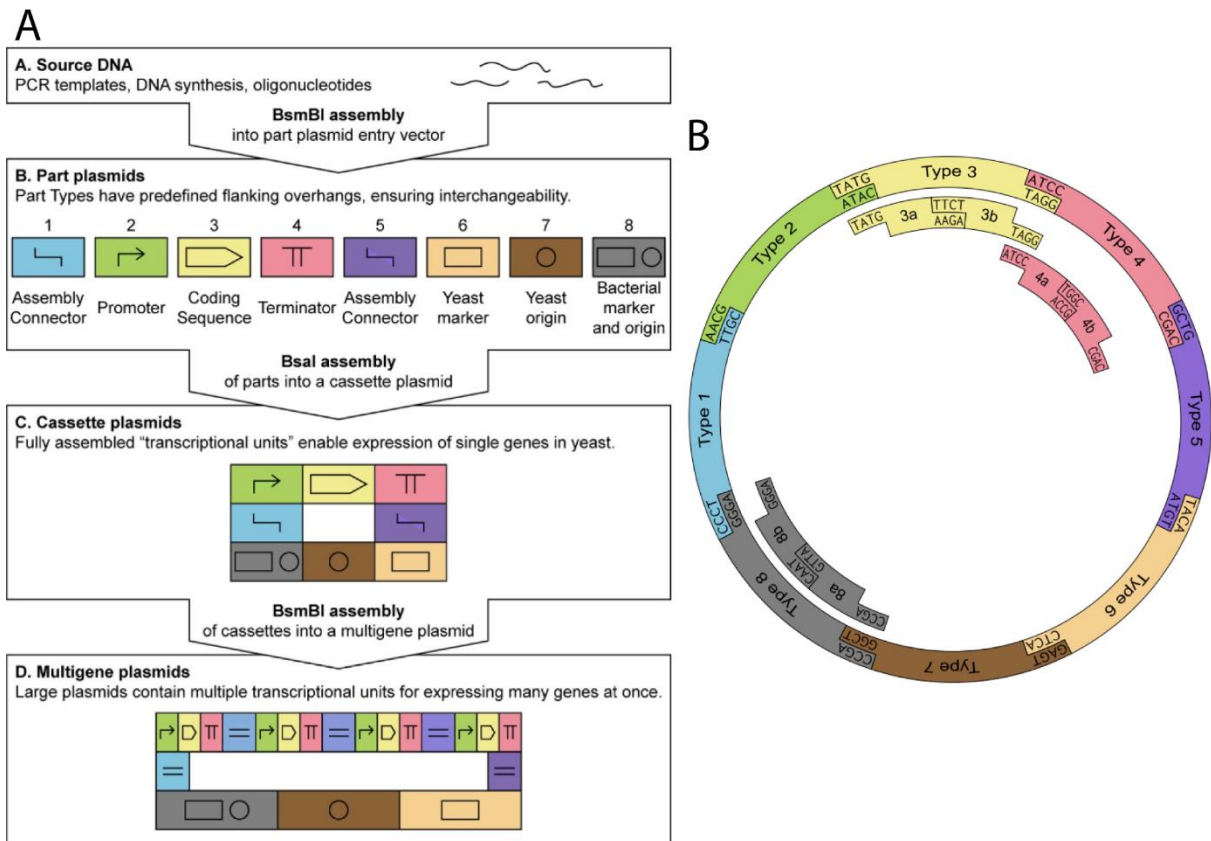 A
A. Source DNA
PCR templates, DNA synthesis, oligonucleotides
BsmBI assembly
into part plasmid entry vector
B. Part plasmids
Part Types have predefined flanking overhangs, ensuring interchangeability.
1 2 3 4 5 6 7 8
Assembly Connector
Promoter
Coding Sequence
Terminator
Assembly Connector
Yeast marker
Yeast origin
Bacterial marker and origin
BsaI assembly
of parts into a cassette plasmid
C. Cassette plasmids
Fully assembled “transcriptional units” enable expression of single genes in yeast.
BsmBI assembly
of cassettes into a multigene plasmid
D. Multigene plasmids
Large plasmids contain multiple transcriptional units for expressing many genes at once.
B
Type 1
AACG
TTGC
Type 2
TATG
ATAC
Type 3
ATCC
TAGG
Type 4
GCTG
CGAC
Type 5
TACA
ATGT
Type 6
GAGT
CTCA
Type 7
CCGA
GGCT
Type 8
CCCT
GGGA
TATG
3a
TTCT
AAGA
3b
TAGG
ATCC
4a
TGGC
ACCG
4b
CGAC
CCGA
8a
CAAT
GTTA
8b
GGGA